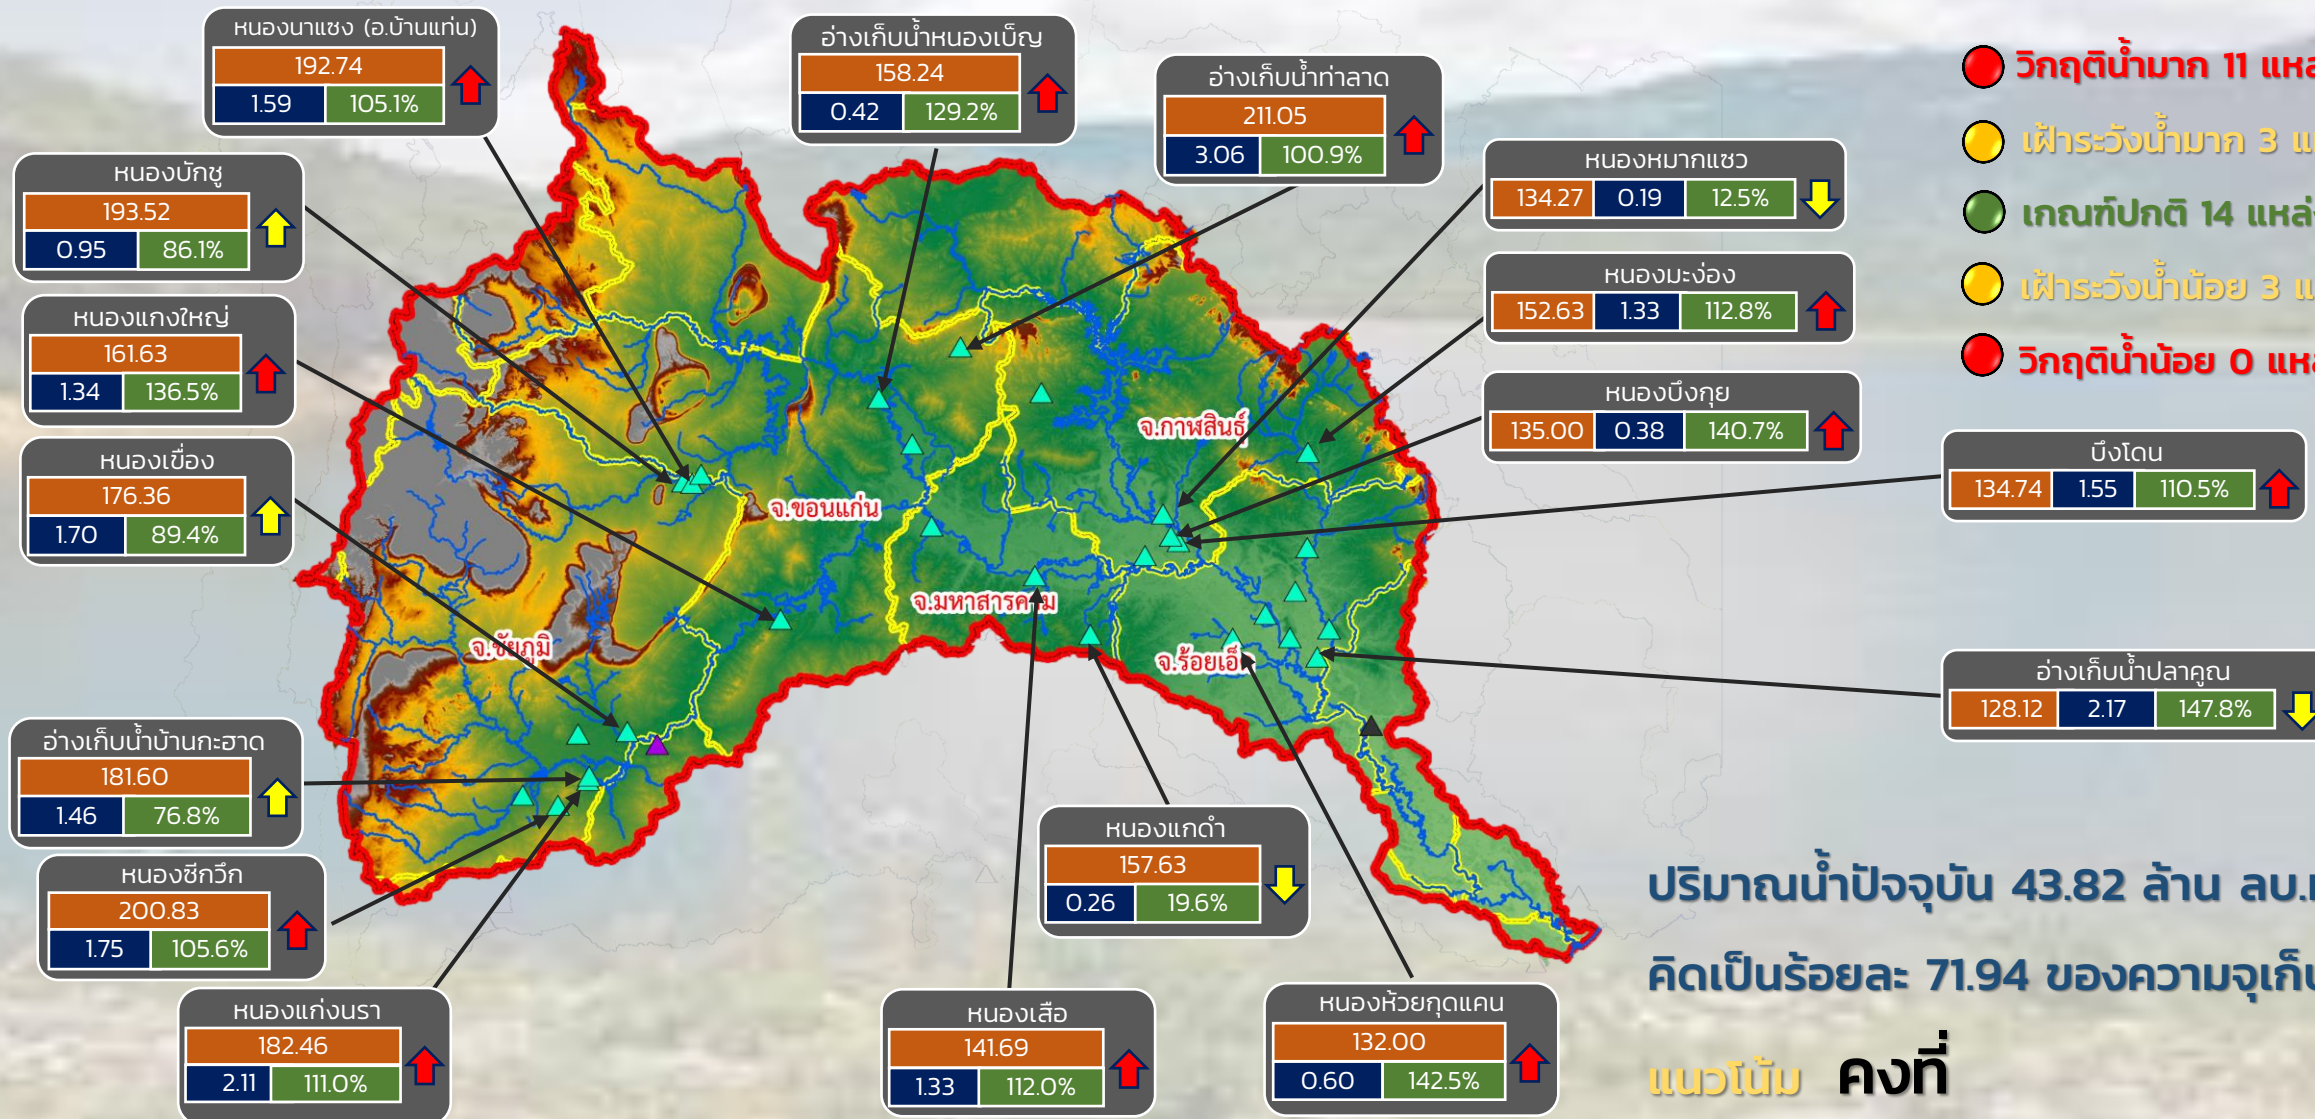 หนองนาแซง (อ.บ้านแท่น)
192.74
1.59 105.1%
อ่างเก็บน้ำหนองเบ็ญ
158.24
0.42 129.2%
อ่างเก็บน้ำท่าลาด
211.05
3.06 100.9%
หนองหมากแซว
134.27 0.19 12.5%
หนองมะง่อง
152.63 1.33 112.8%
หนองบึงกุย
135.00 0.38 140.7%
บึงโดน
134.74 1.55 110.5%
อ่างเก็บน้ำปลาคูณ
128.12 2.17 147.8%
หนองบักซู
193.52
0.95 86.1%
หนองแกงใหญ่
161.63
1.34 136.5%
หนองเขื่อง
176.36
1.70 89.4%
อ่างเก็บน้ำบ้านกะฮาด
181.60
1.46 76.8%
หนองซีกวึก
200.83
1.75 105.6%
หนองแก่งนรา
182.46
2.11 111.0%
หนองเสือ
141.69
1.33 112.0%
หนองแกดำ
157.63
0.26 19.6%
หนองห้วยกุดแคน
132.00
0.60 142.5%
จ.กาฬสินธุ์
จ.ขอนแก่น
จ.มหาสารคาม
จ.ชัยภูมิ
จ.ร้อยเอ็ด
วิกฤติน้ำมาก 11
เฝ้าระวังน้ำมาก 3
เกณฑ์ปกติ 14 แหล่ง
เฝ้าระวังน้ำน้อย 3
วิกฤติน้ำน้อย 0
ปริมาณน้ำปัจจุบัน 43.82 ล้าน ลบ.ม
คิดเป็นร้อยละ 71.94 ของความจุเก็บ
แนวโน้ม คงที่